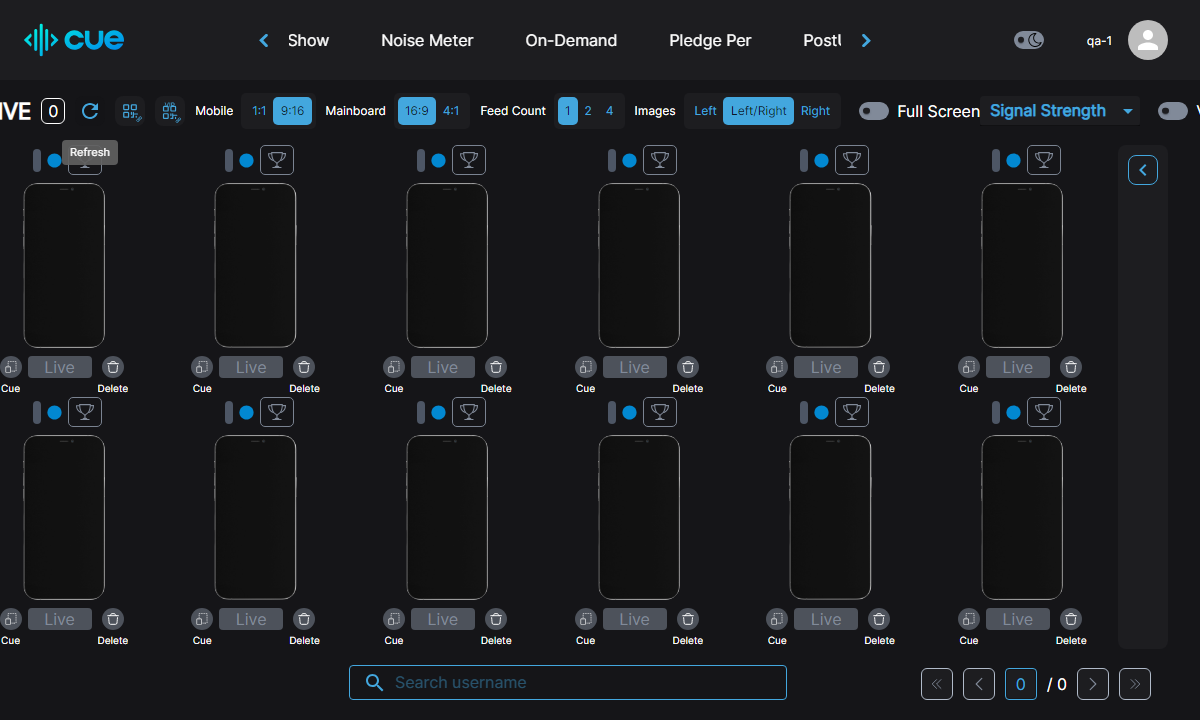 cue
Show
Noise Meter
On-Demand
Pledge Per
qa-1
IVE 0
Mobile
1:1
9:16
Mainboard
16:9
4:1
Feed Count
1
2
4
Images
Left
Left/Right
Right
Full Screen
Signal Strength
Refresh
Live Live Live Live Live Live
Cue Delete Cue Delete Cue Delete Cue Delete Cue Delete Cue Delete
Live Live Live Live Live Live
Cue Delete Cue Delete Cue Delete Cue Delete Cue Delete Cue Delete
Search username
0 / 0